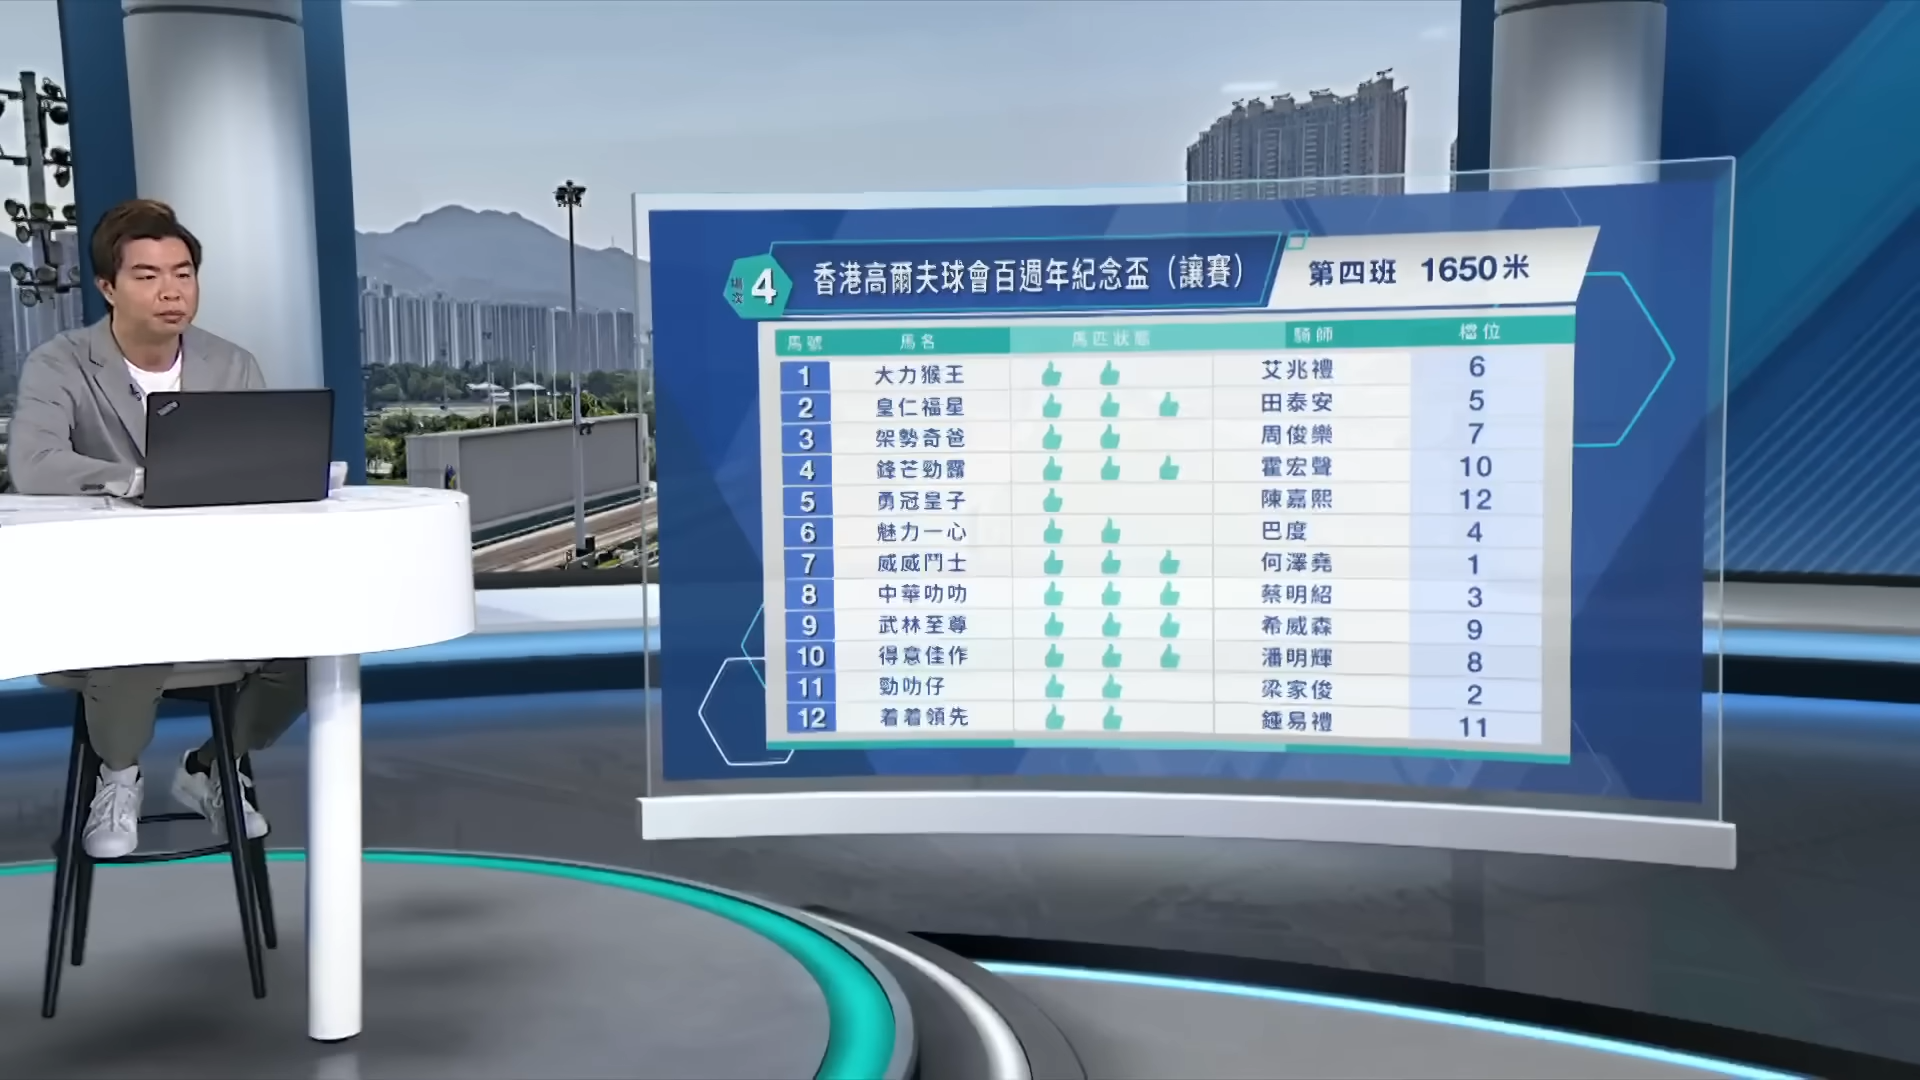 場次 4 香港高爾夫球會百週年紀念盃（讓賽） 第四班 1650米
馬號 馬名 馬匹狀態 騎師 檔位
1 大力猴王 艾兆禮 6
2 皇仁福星 田泰安 5
3 架勢奇爸 周俊樂 7
4 鋒芒勁露 霍宏聲 10
5 勇冠皇子 陳嘉熙 12
6 魅力一心 巴度 4
7 威威鬥士 何澤堯 1
8 中華叻叻 蔡明紹 3
9 武林至尊 希威森 9
10 得意佳作 潘明輝 8
11 勁叻仔 梁家俊 2
12 着着領先 鍾易禮 11